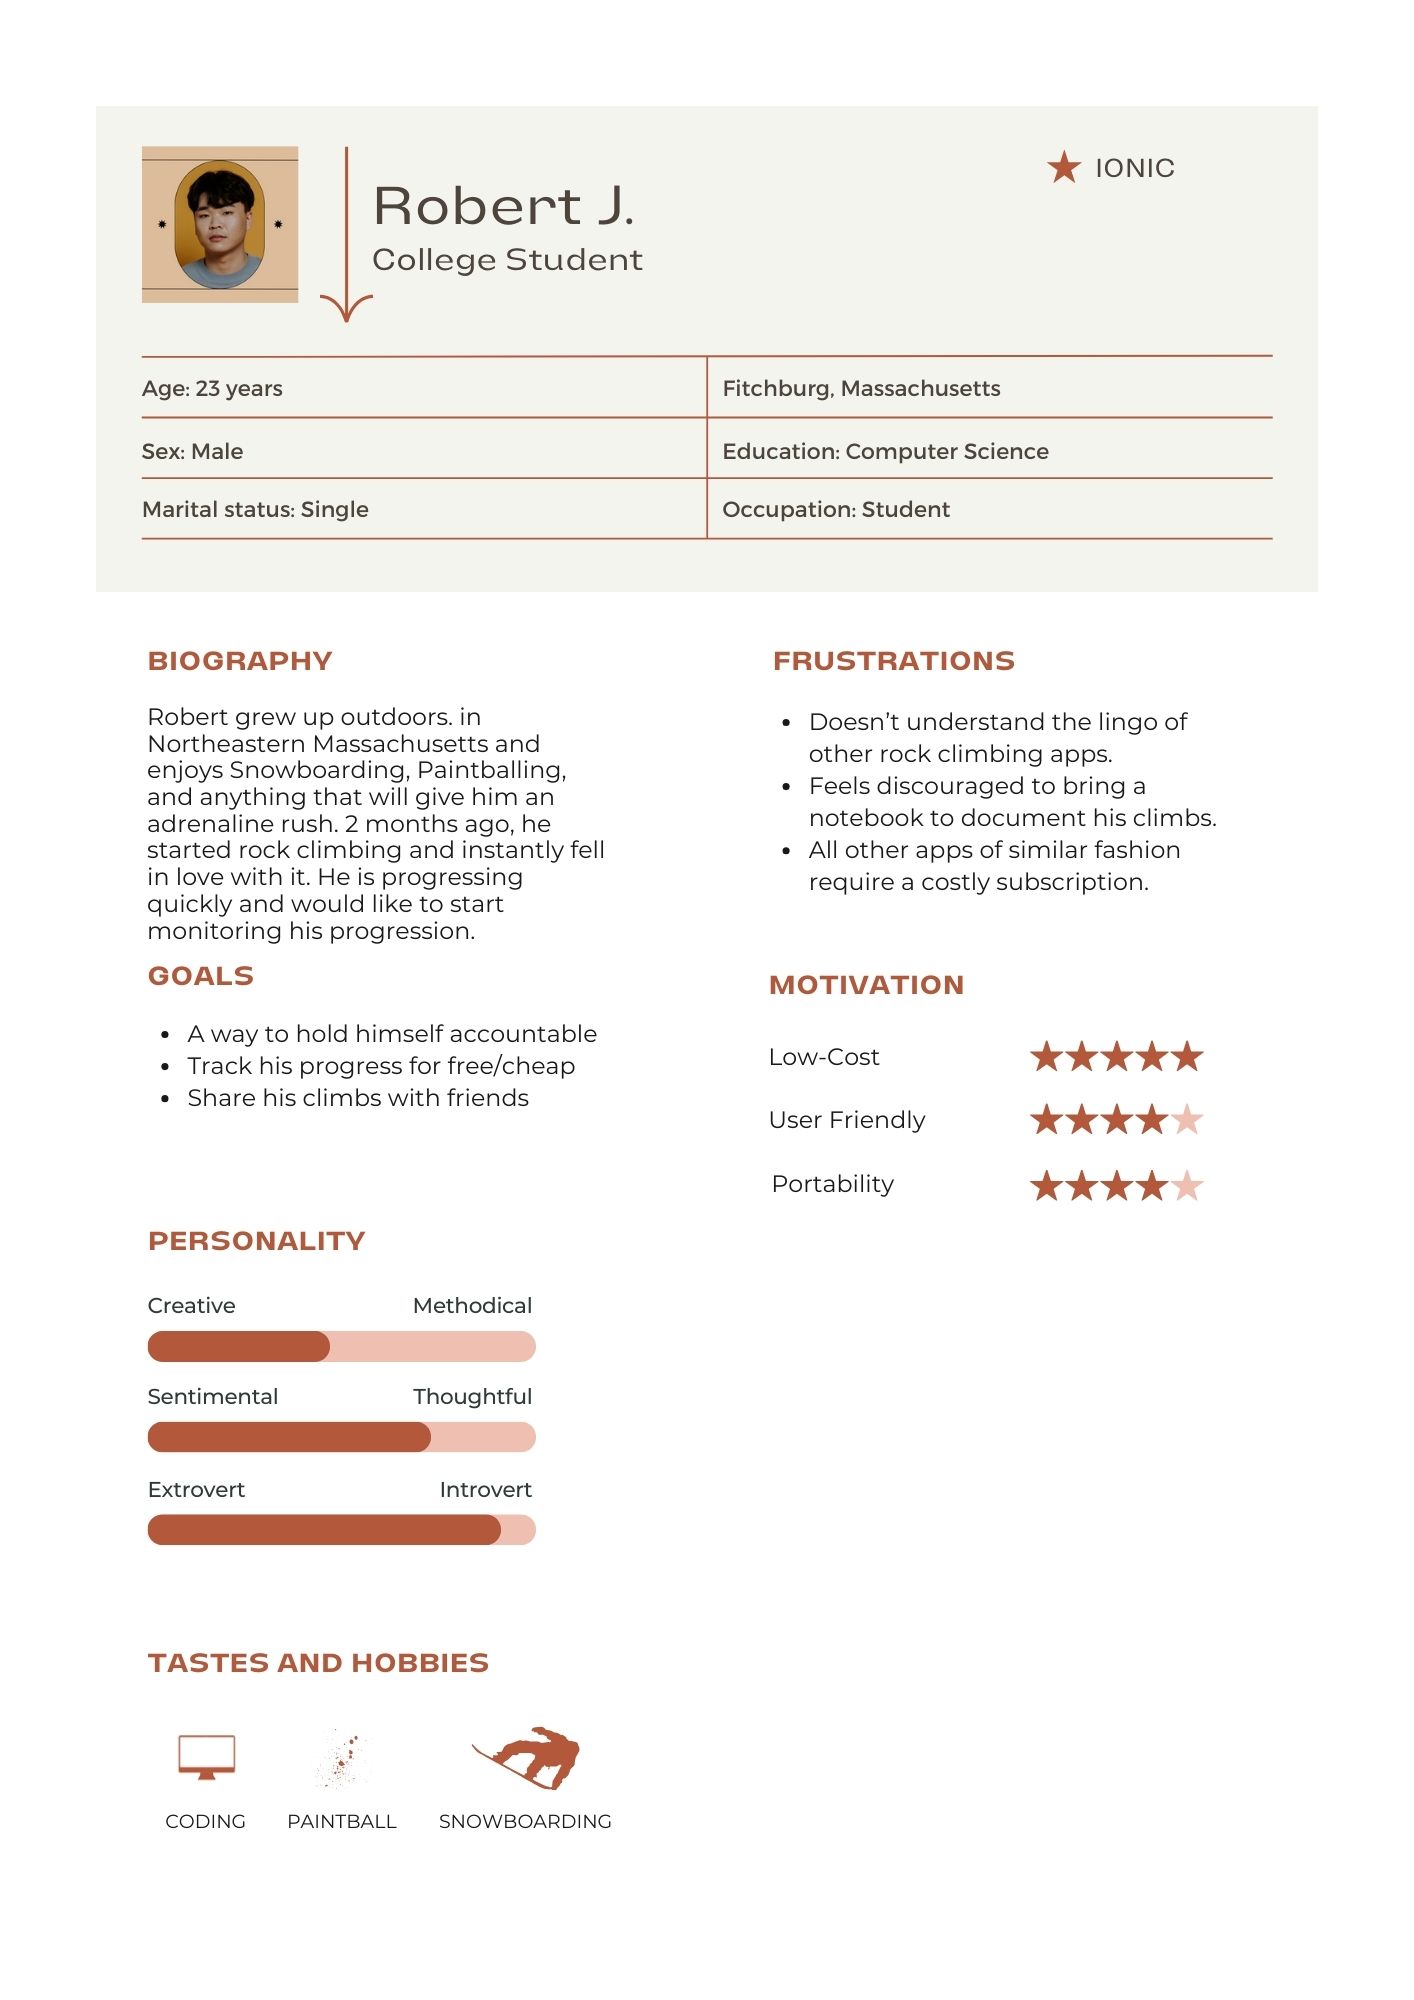 IONIC
Robert J.
College Student
Age: 23 years
Fitchburg, Massachusetts
Sex: Male
Education: Computer Science
Marital status: Single
Occupation: Student
BIOGRAPHY
Robert grew up outdoors. in
Northeastern Massachusetts and
enjoys Snowboarding, Paintballing,
and anything that will give him an
adrenaline rush. 2 months ago, he
started rock climbing and instantly fell
in love with it. He is progressing
quickly and would like to start
monitoring his progression.
GOALS
• A way to hold himself accountable
• Track his progress for free/cheap
• Share his climbs with friends
PERSONALITY
Creative Methodical
Sentimental Thoughtful
Extrovert Introvert
TASTES AND HOBBIES
CODING PAINTBALL SNOWBOARDING
FRUSTRATIONS
• Doesn’t understand the lingo of
other rock climbing apps.
• Feels discouraged to bring a
notebook to document his climbs.
• All other apps of similar fashion
require a costly subscription.
MOTIVATION
Low-Cost
User Friendly
Portability